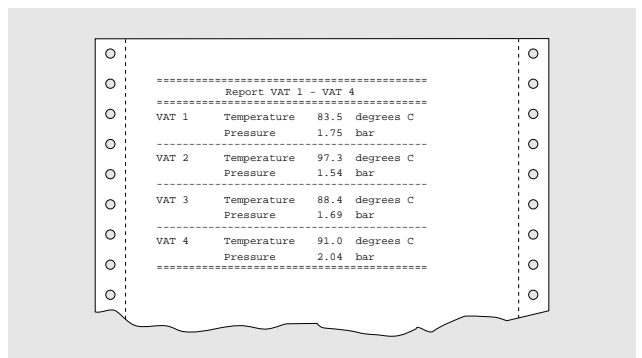 ==========================================
Report VAT 1 - VAT 4
==========================================
VAT 1 Temperature 83.5 degrees C
Pressure 1.75 bar
------------------------------------------
VAT 2 Temperature 97.3 degrees C
Pressure 1.54 bar
------------------------------------------
VAT 3 Temperature 88.4 degrees C
Pressure 1.69 bar
------------------------------------------
VAT 4 Temperature 91.0 degrees C
Pressure 2.04 bar
==========================================